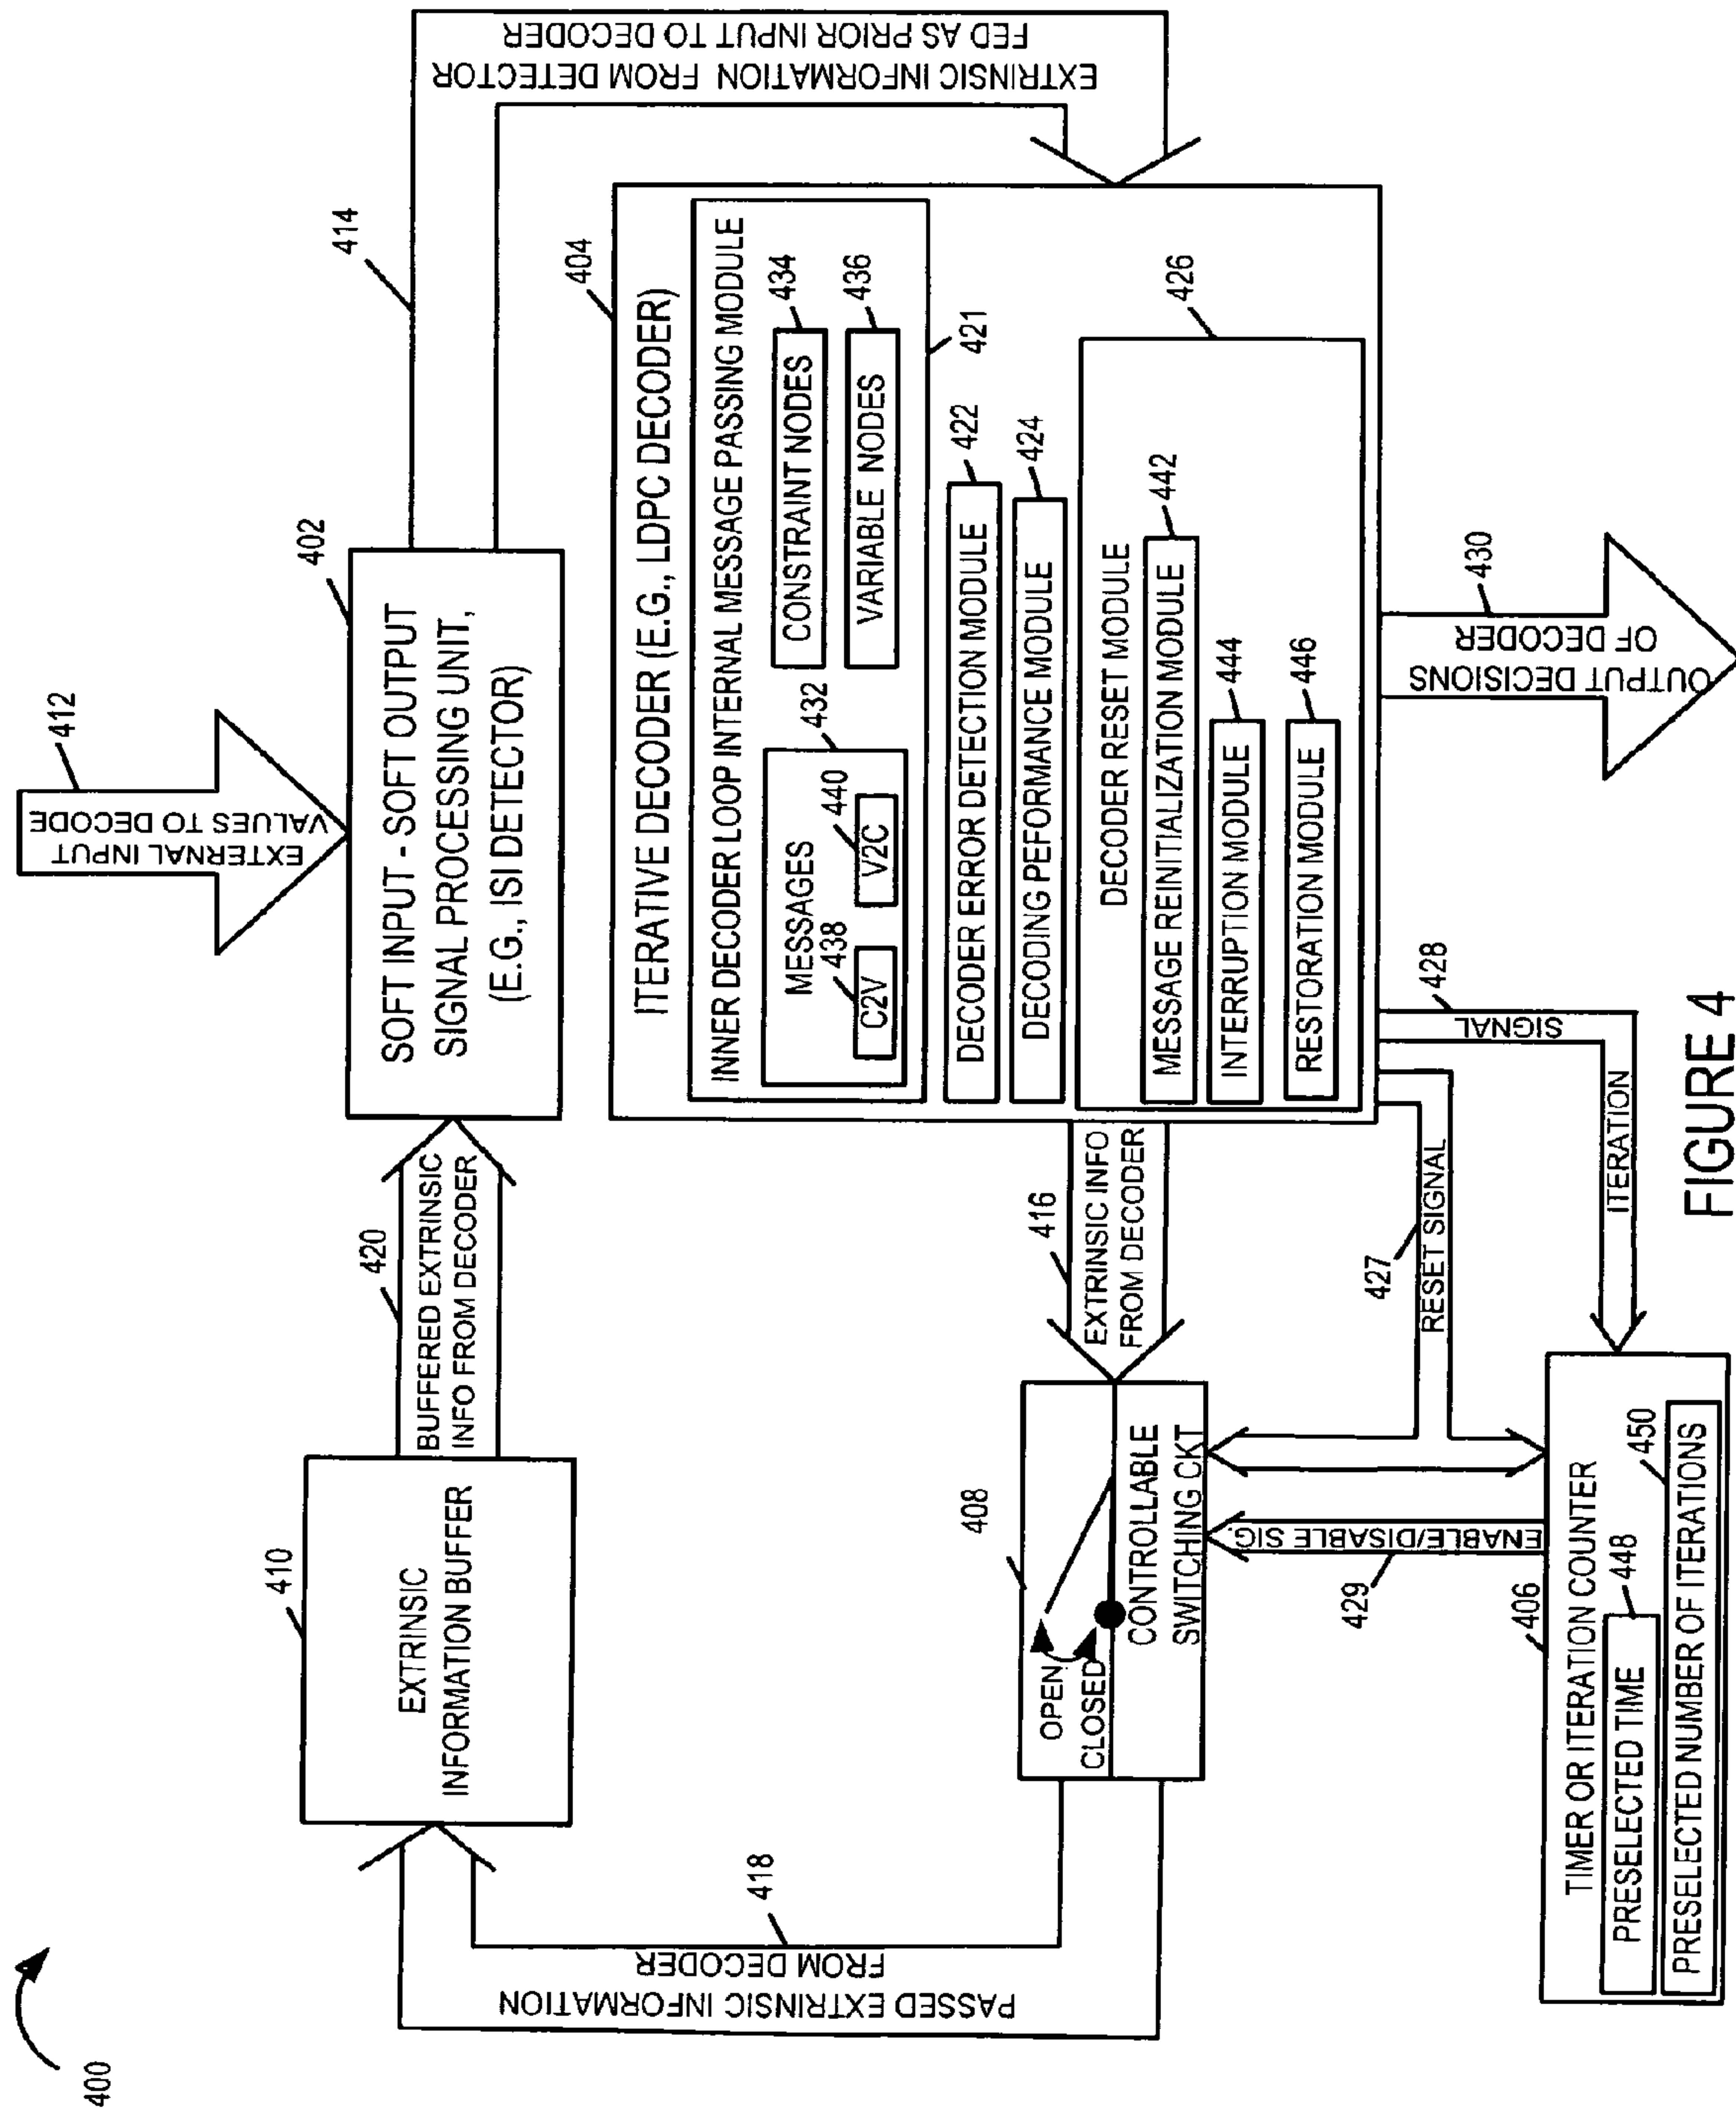 400
412
EXTERNAL INPUT
VALUES TO DECODE
402
SOFT INPUT - SOFT OUTPUT
SIGNAL PROCESSING UNIT,
(E.G., ISI DETECTOR)
414
EXTRINSIC INFORMATION FROM DETECTOR
FED AS PRIOR INPUT TO DECODER
410
EXTRINSIC
INFORMATION BUFFER
420
BUFFERED EXTRINSIC
INFO FROM DECODER
404
ITERATIVE DECODER (E.G., LDPC DECODER)
INNER DECODER LOOP INTERNAL MESSAGE PASSING MODULE
MESSAGES
432
438
C2V
440
V2C
CONSTRAINT NODES
434
VARIABLE NODES
436
421
DECODER ERROR DETECTION MODULE
422
DECODING PEFORMANCE MODULE
424
DECODER RESET MODULE
426
MESSAGE REINITIALIZATION MODULE
442
INTERRUPTION MODULE
444
RESTORATION MODULE
446
418
PASSED EXTRINSIC INFORMATION
FROM DECODER
408
OPEN
CLOSED
CONTROLLABLE
SWITCHING CKT
416
EXTRINSIC INFO
FROM DECODER
427
RESET SIGNAL
428
ITERATION
SIGNAL
429
ENABLE/DISABLE SIG.
430
OUTPUT DECISIONS
OF DECODER
406
TIMER OR ITERATION COUNTER
PRESELECTED TIME
448
PRESELECTED NUMBER OF ITERATIONS
450
FIGURE 4